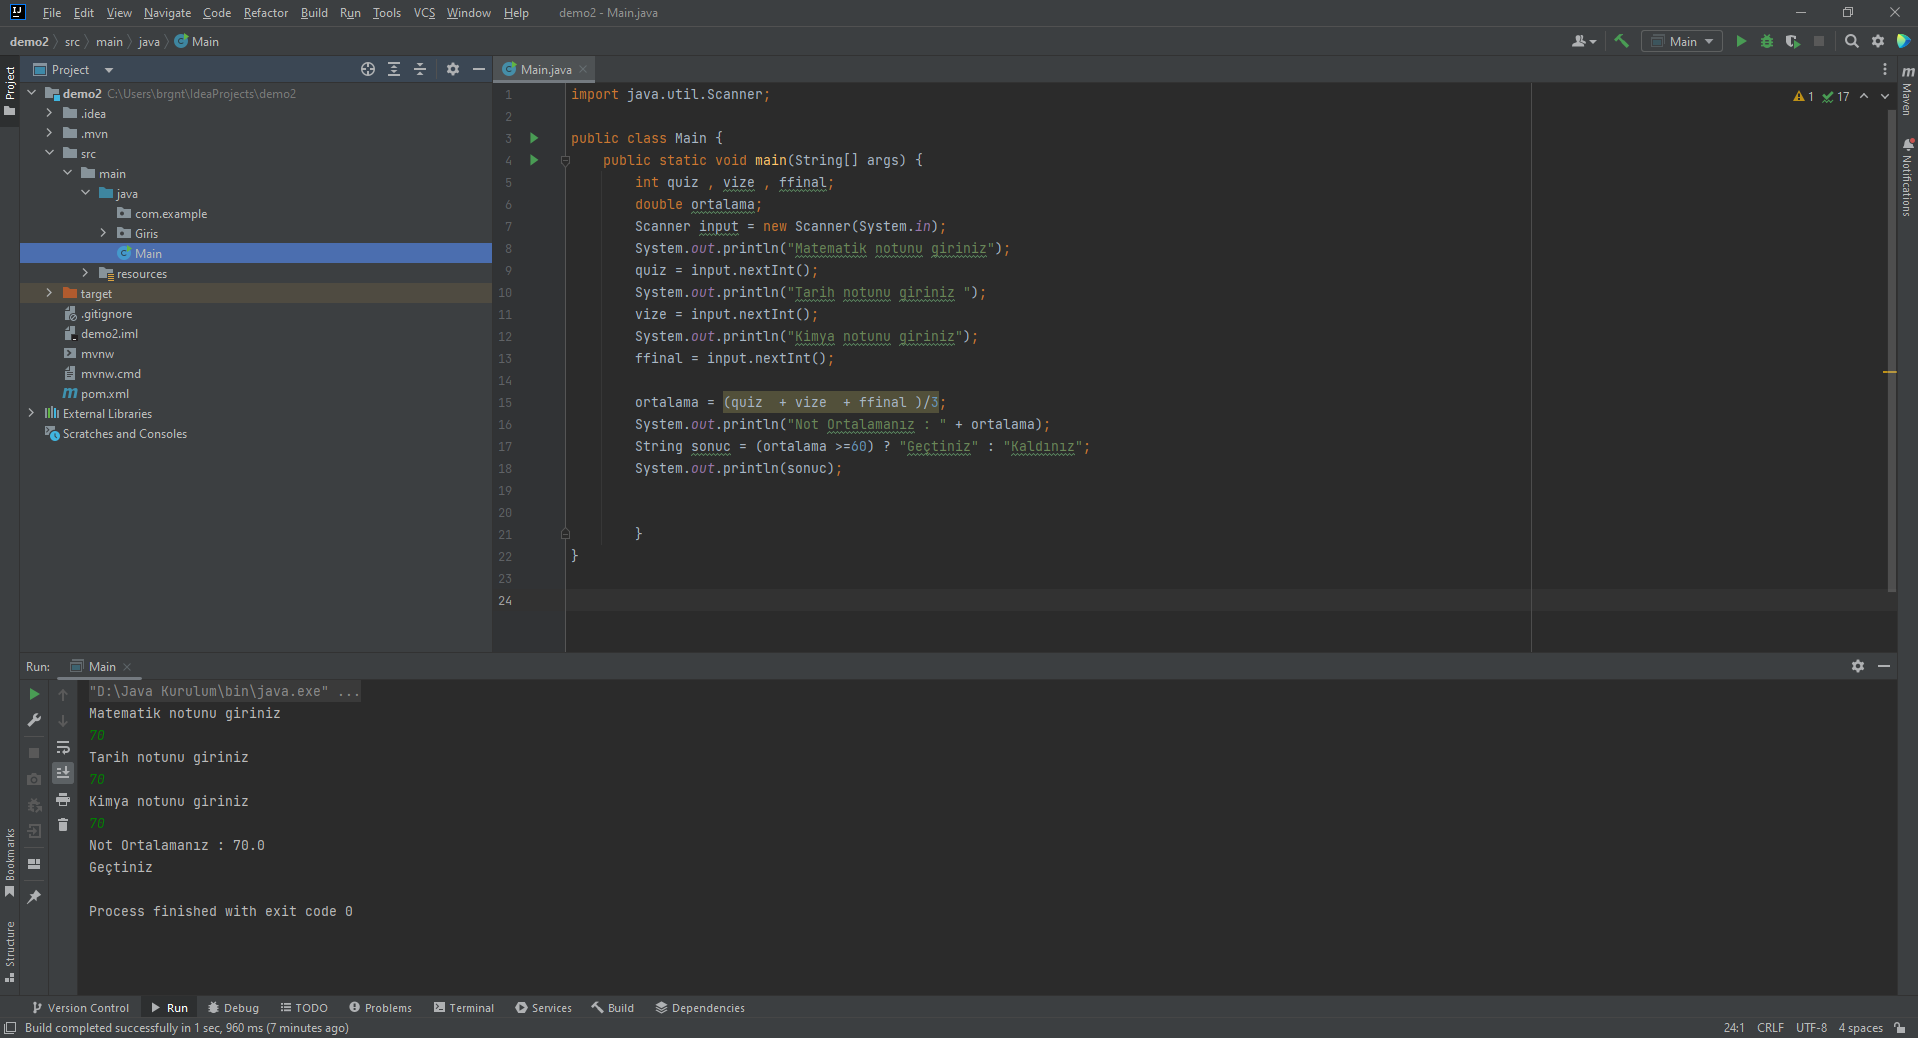 File Edit View Navigate Code Refactor Build Run Tools VCS Window Help demo2 - Main.java
demo2 src main java Main
Main
Project
Main.java
Project
demo2 C:\Users\brgnt\IdeaProjects\demo2
.idea
.mvn
src
main
java
com.example
Giris
Main
resources
target
.gitignore
demo2.iml
mvnw
mvnw.cmd
pom.xml
External Libraries
Scratches and Consoles
1 import java.util.Scanner;
2
3 public class Main {
4 public static void main(String[] args) {
5 int quiz , vize , ffinal;
6 double ortalama;
7 Scanner input = new Scanner(System.in);
8 System.out.println("Matematik notunu giriniz");
9 quiz = input.nextInt();
10 System.out.println("Tarih notunu giriniz ");
11 vize = input.nextInt();
12 System.out.println("Kimya notunu giriniz");
13 ffinal = input.nextInt();
14
15 ortalama = (quiz  + vize  + ffinal )/3;
16 System.out.println("Not Ortalamanız : " + ortalama);
17 String sonuc = (ortalama >=60) ? "Geçtiniz" : "Kaldınız";
18 System.out.println(sonuc);
19
20
21 }
22 }
23
24
1 17
m
Maven
Notifications
Run: Main
"D:\Java Kurulum\bin\java.exe" ...
Matematik notunu giriniz
70
Tarih notunu giriniz
70
Kimya notunu giriniz
70
Not Ortalamanız : 70.0
Geçtiniz
Process finished with exit code 0
Bookmarks
Structure
Version Control Run Debug TODO Problems Terminal Services Build Dependencies
Build completed successfully in 1 sec, 960 ms (7 minutes ago) 24:1 CRLF UTF-8 4 spaces